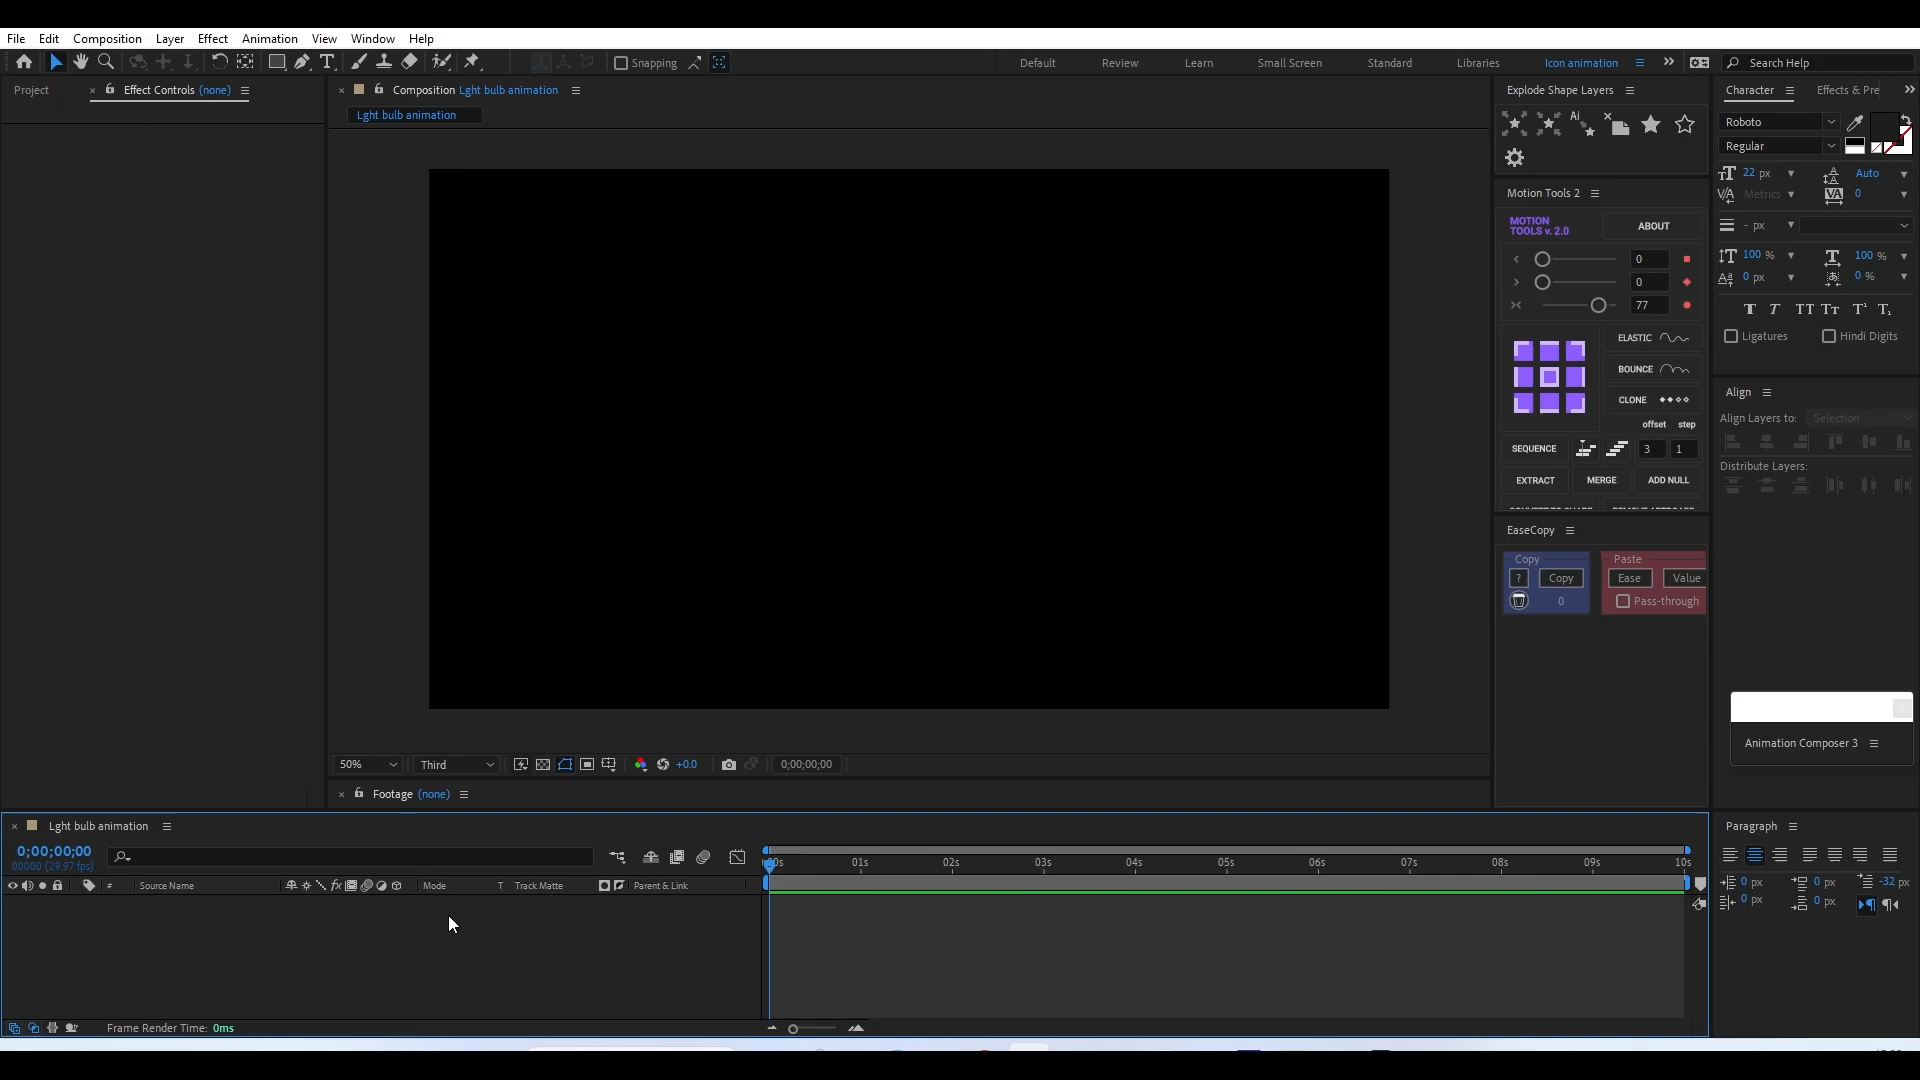 File Edit Composition Layer Effect Animation View Window Help
Snapping
Default Review Learn Small Screen Standard Libraries Icon animation
Search Help
Project
Effect Controls (none)
Composition Lght bulb animation
Lght bulb animation
50% Third +0.0 0;00;00;00
Footage (none)
Explode Shape Layers
Ai
Motion Tools 2
MOTION
TOOLS v. 2.0
ABOUT
0
0
77
ELASTIC
BOUNCE
CLONE
offset step
SEQUENCE 3 1
EXTRACT MERGE ADD NULL
EaseCopy
Copy Paste
? Copy Ease Value
0 Pass-through
Character Effects & Pre
Roboto
Regular
22 px Auto
Metrics 0
- px
100 % 100 %
0 px 0 %
Ligatures Hindi Digits
Align
Align Layers to: Selection
Distribute Layers:
Animation Composer 3
Paragraph
0 px 0 px -32 px
0 px 0 px
Lght bulb animation
0;00;00;00
00000 (29.97 fps)
00s 01s 02s 03s 04s 05s 06s 07s 08s 09s 10s
# Source Name Mode T Track Matte Parent & Link
Frame Render Time: 0ms